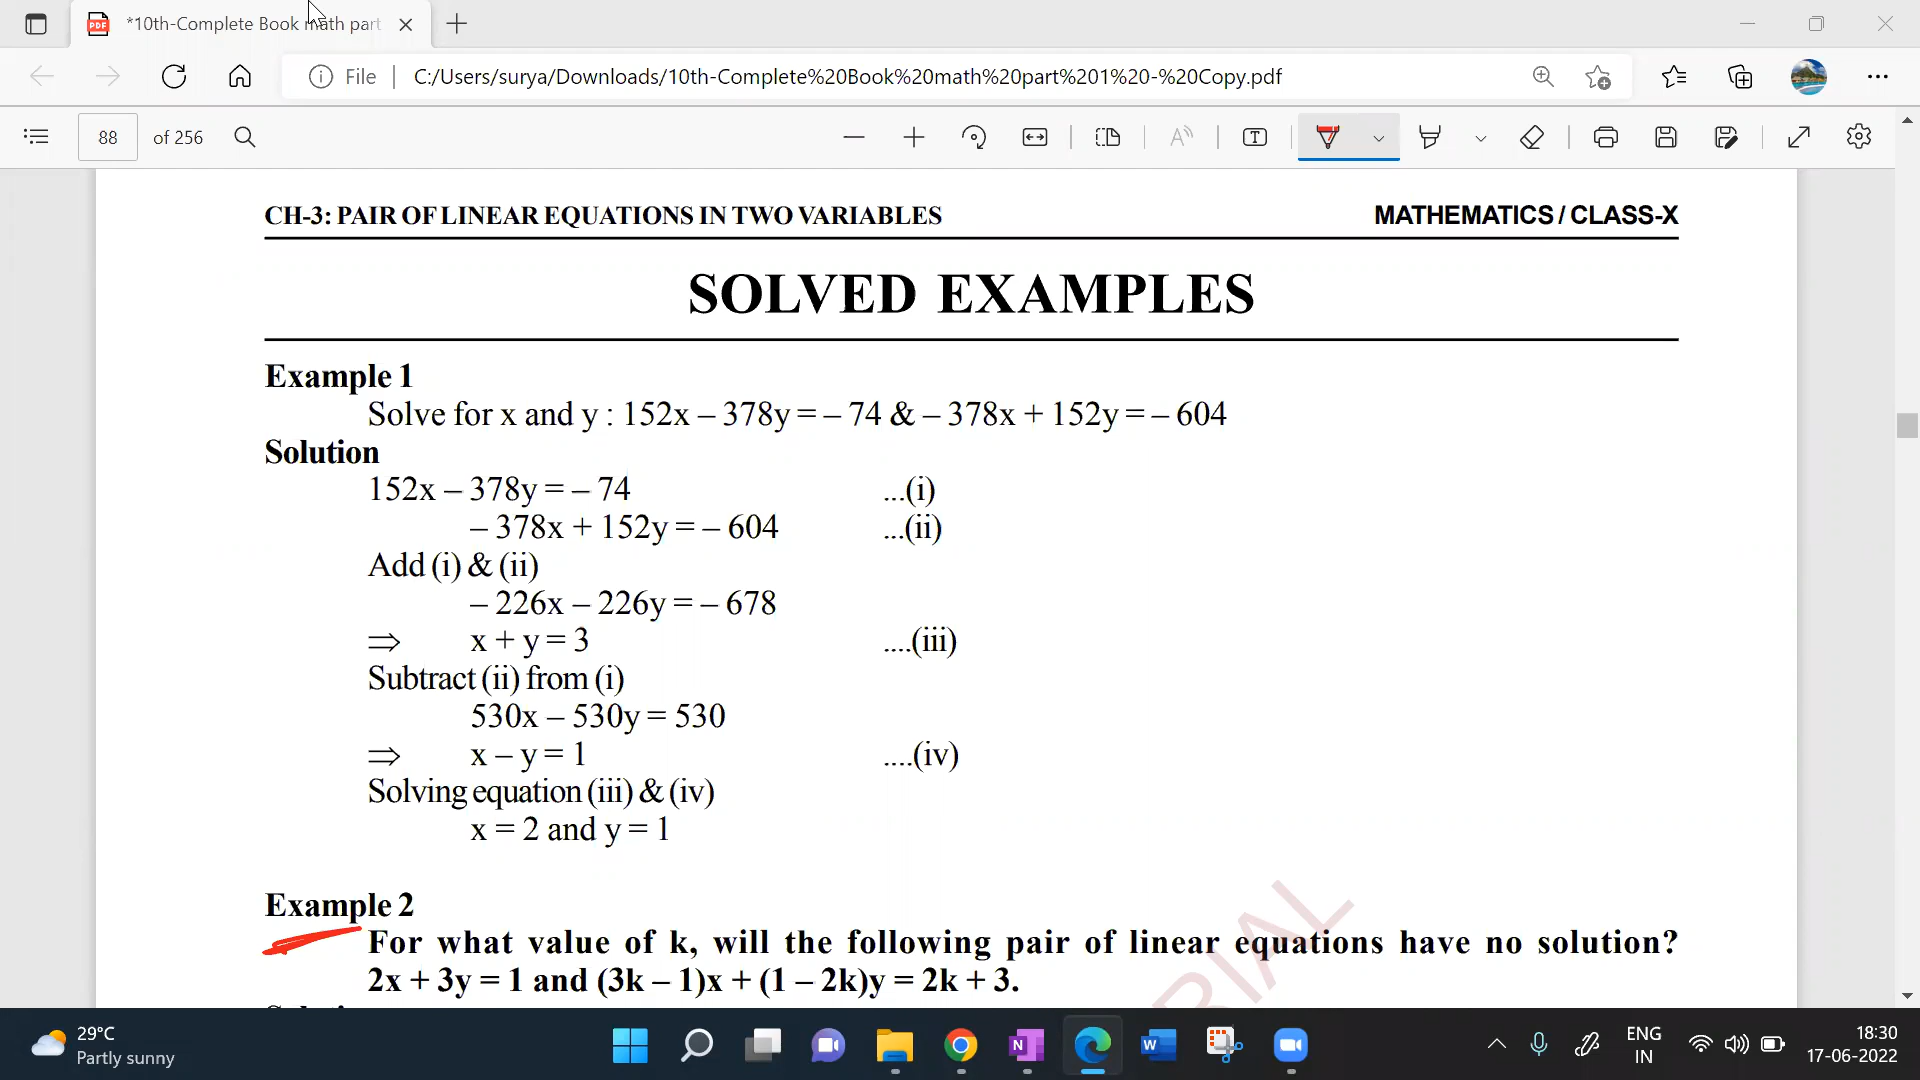 *10th-Complete Book math part
File
C:/Users/surya/Downloads/10th-Complete%20Book%20math%20part%201%20-%20Copy.pdf
88 of 256
CH-3: PAIR OF LINEAR EQUATIONS IN TWO VARIABLES MATHEMATICS / CLASS-X
SOLVED EXAMPLES
Example 1
Solve for x and y : 152x – 378y = – 74 & – 378x + 152y = – 604
Solution
152x – 378y = – 74 ...(i)
– 378x + 152y = – 604 ...(ii)
Add (i) & (ii)
– 226x – 226y = – 678
⇒ x + y = 3 ....(iii)
Subtract (ii) from (i)
530x – 530y = 530
⇒ x – y = 1 ....(iv)
Solving equation (iii) & (iv)
x = 2 and y = 1
Example 2
For what value of k, will the following pair of linear equations have no solution?
2x + 3y = 1 and (3k – 1)x + (1 – 2k)y = 2k + 3.
29°C
Partly sunny
ENG
IN
18:30
17-06-2022